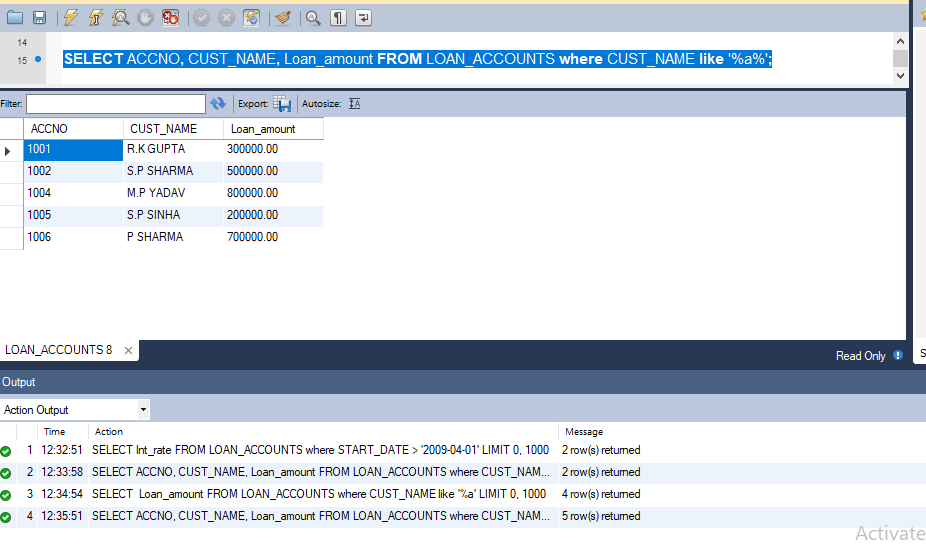 14
15 SELECT ACCNO, CUST_NAME, Loan_amount FROM LOAN_ACCOUNTS where CUST_NAME like '%a%';
Filter: Export: Autosize:
ACCNO CUST_NAME Loan_amount
1001 R.K GUPTA 300000.00
1002 S.P SHARMA 500000.00
1004 M.P YADAV 800000.00
1005 S.P SINHA 200000.00
1006 P SHARMA 700000.00
LOAN_ACCOUNTS 8
Read Only
S
Output
Action Output
Time Action Message
1 12:32:51 SELECT Int_rate FROM LOAN_ACCOUNTS where START_DATE > '2009-04-01' LIMIT 0, 1000 2 row(s) returned
2 12:33:58 SELECT ACCNO, CUST_NAME, Loan_amount FROM LOAN_ACCOUNTS where CUST_NAM... 2 row(s) returned
3 12:34:54 SELECT Loan_amount FROM LOAN_ACCOUNTS where CUST_NAME like '%a' LIMIT 0, 1000 4 row(s) returned
4 12:35:51 SELECT ACCNO, CUST_NAME, Loan_amount FROM LOAN_ACCOUNTS where CUST_NAM... 5 row(s) returned
Activate